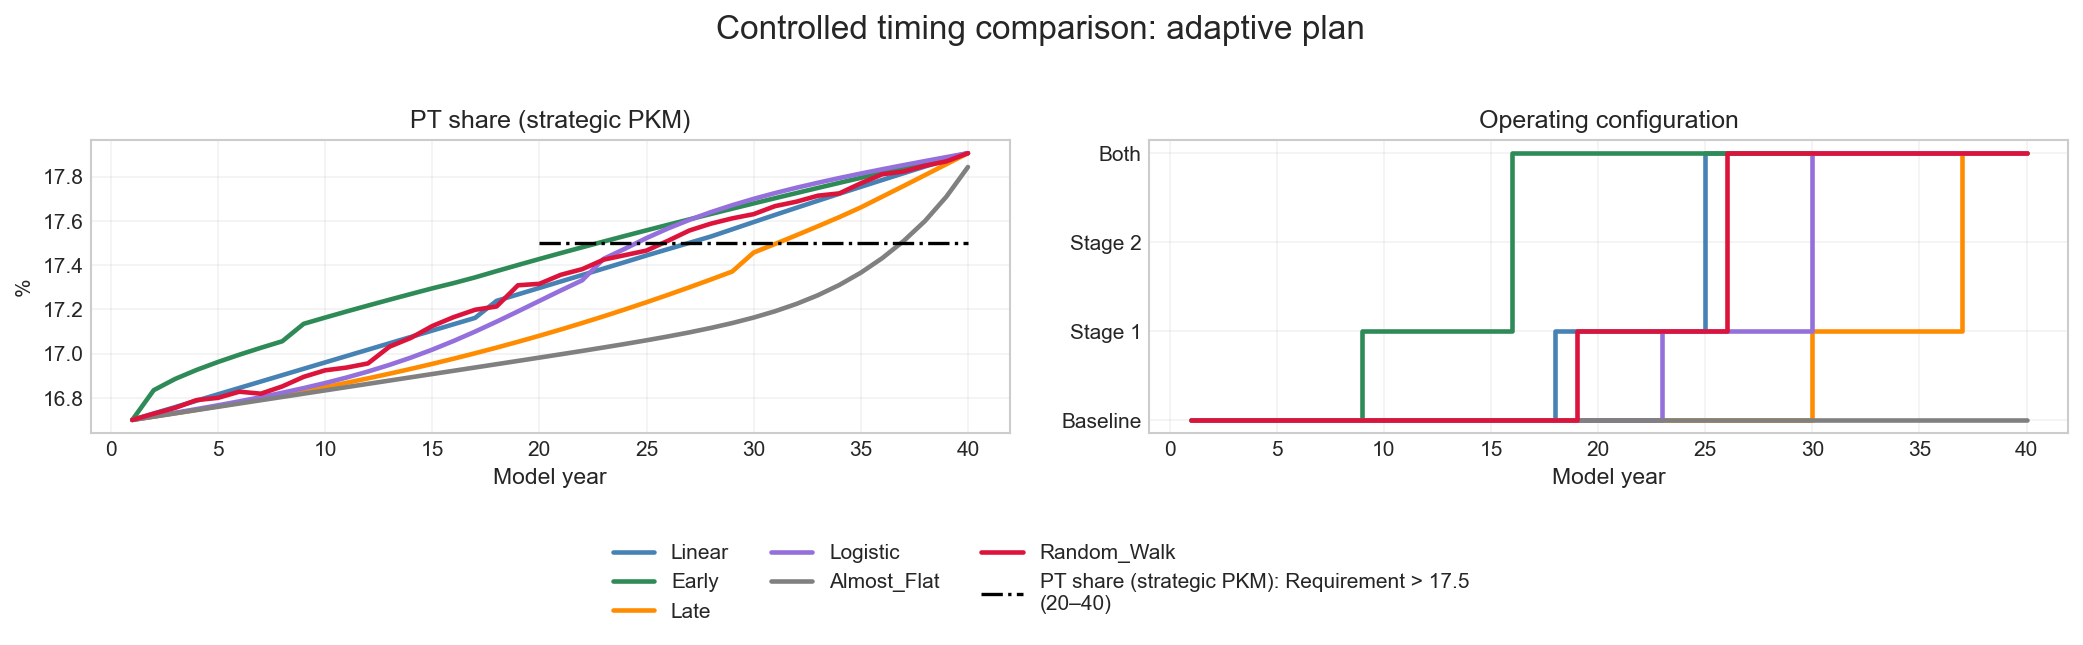 Controlled timing comparison: adaptive plan
PT share (strategic PKM)
%
17.8
17.6
17.4
17.2
17.0
16.8
0 5 10 15 20 25 30 35 40
Model year
Operating configuration
Both
Stage 2
Stage 1
Baseline
0 5 10 15 20 25 30 35 40
Model year
Linear
Early
Late
Logistic
Almost_Flat
Random_Walk
PT share (strategic PKM): Requirement > 17.5
(20–40)